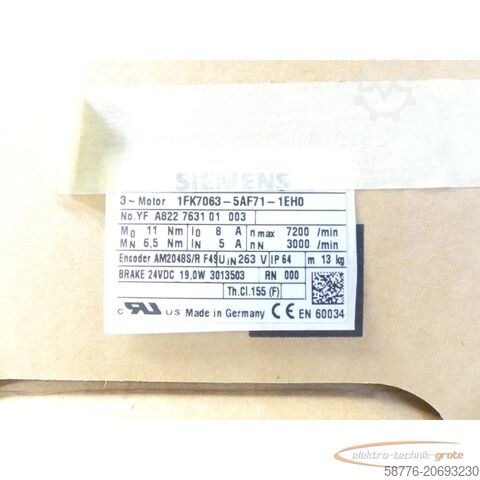 SIEMENS
3~Motor 1FK7063-5AF71-1EH0
No.YF A822 7631 01 003
M0 11 Nm I0 8 A n max 7200 /min
MN 6,5 Nm IN 5 A nN 3000 /min
Encoder AM2048S/R F49 UIN 263 V IP 64 m 13 kg
BRAKE 24VDC 19,0W 3013503 RN 000
Th.Cl.155 (F)
c RU US Made in Germany CE EN 60034
elektro-technik-grote
58776-20693230